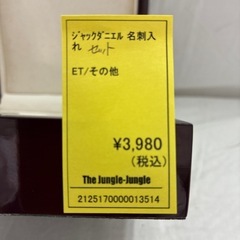 ジャックダニエル 名刺入
れ セット
ET/その他
¥3,980
(税込)
The Jungle-Jungle
2125170000013514